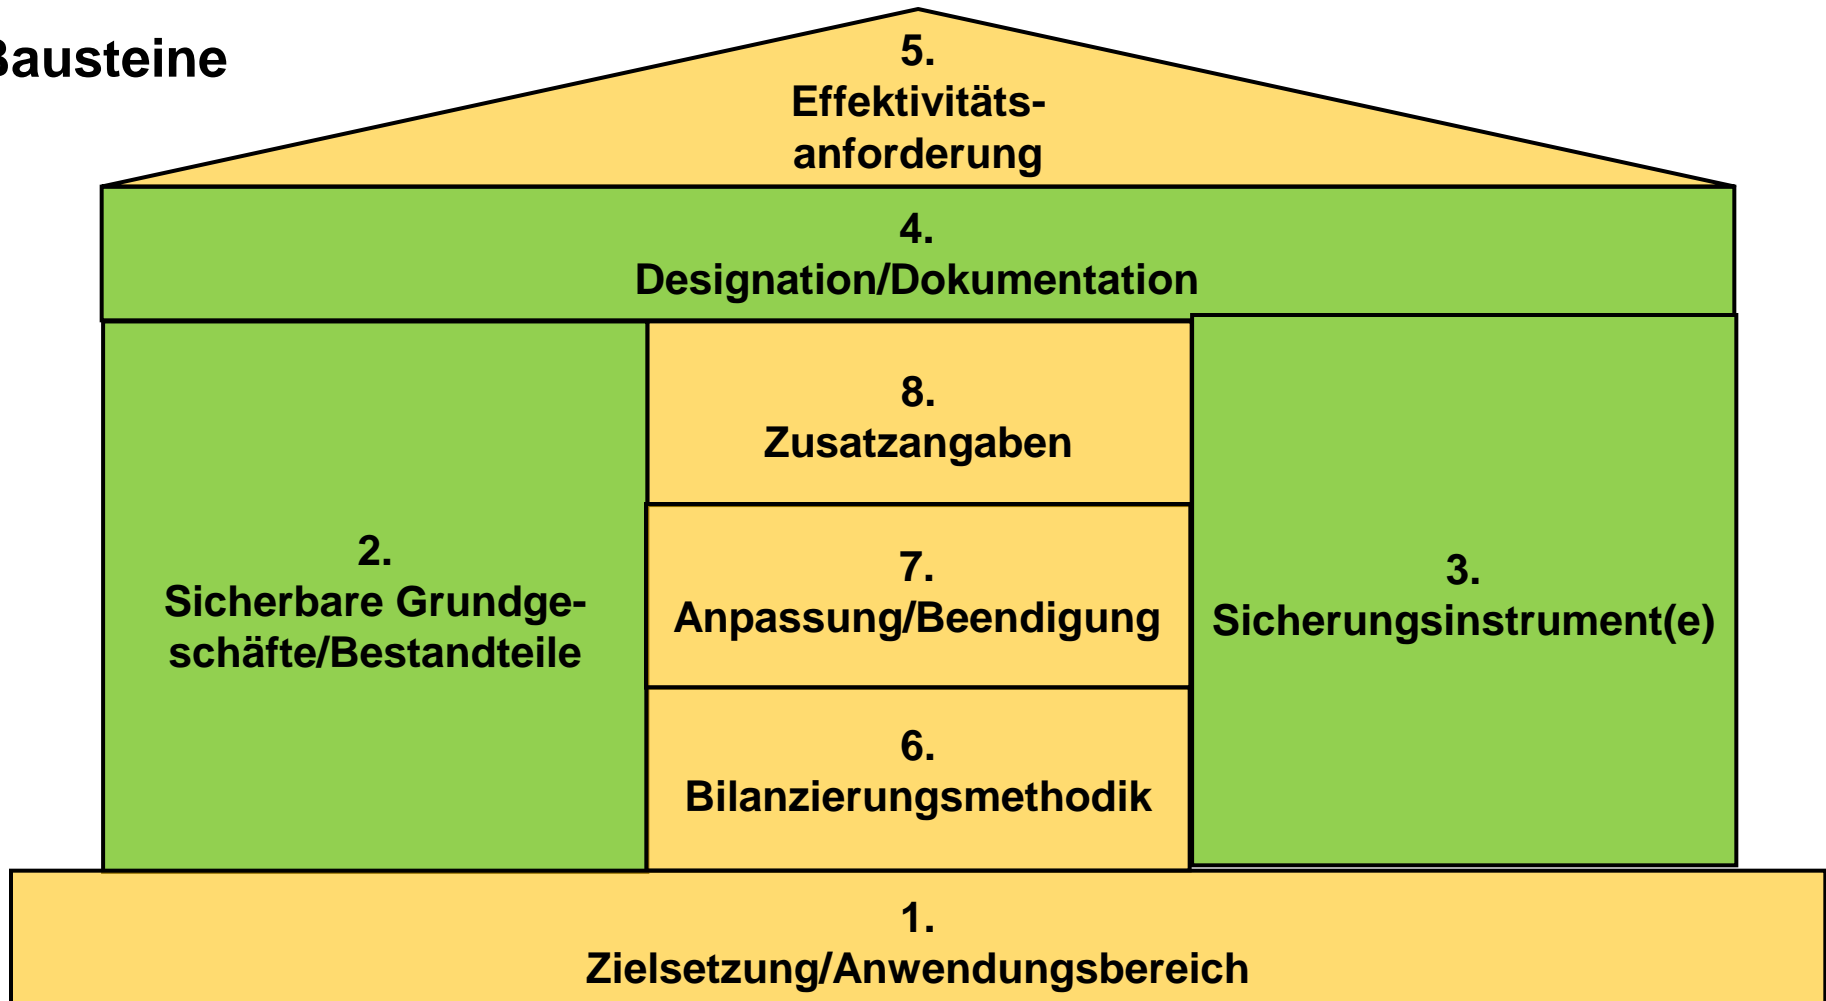 Bausteine
5.
Effektivitäts-
anforderung
4.
Designation/Dokumentation
8.
Zusatzangaben
2.
Sicherbare Grundge-
schäfte/Bestandteile
7.
Anpassung/Beendigung
3.
Sicherungsinstrument(e)
6.
Bilanzierungsmethodik
1.
Zielsetzung/Anwendungsbereich